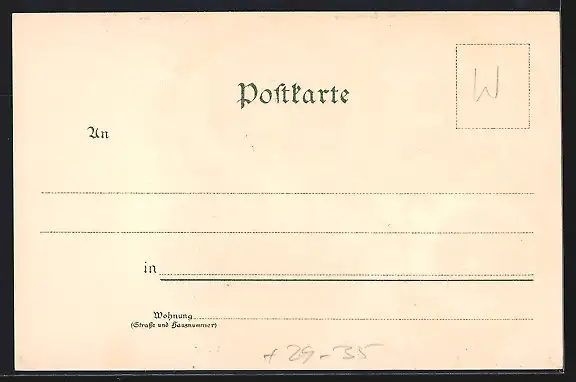 Postkarte
W
An
in
Wohnung
(Straße und Hausnummer)
+ 29.-35